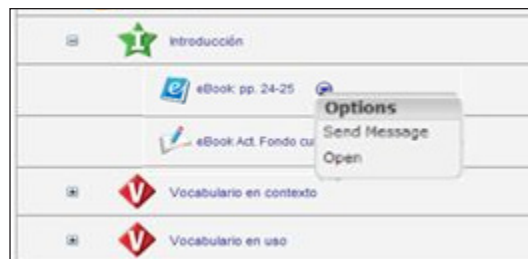 Introducción
eBook: pp. 24-25
Options
Send Message
eBook Act. Fondo
Open
Vocabulario en contexto
Vocabulario en uso